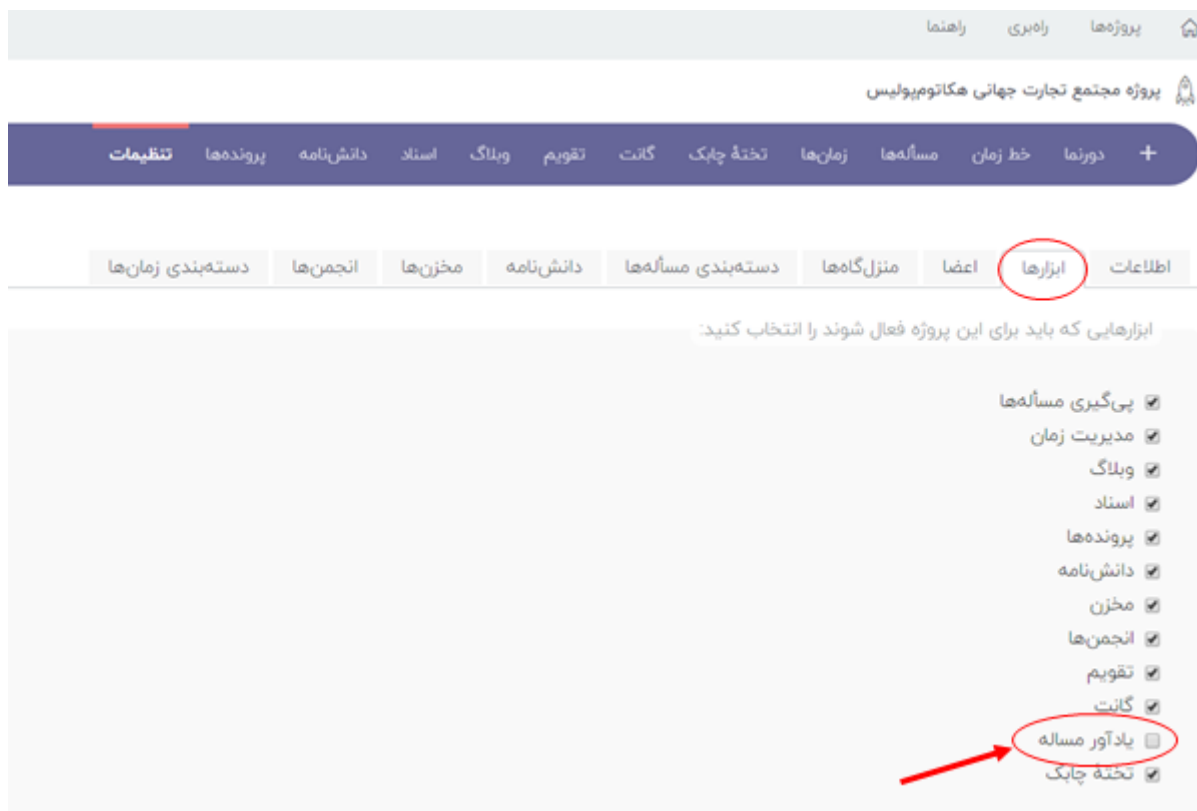 پروژه‌ها راهبری راهنما
پروژه مجتمع تجارت جهانی هکاتوم‌پولیس
+ دورنما خط زمان مسأله‌ها زمان‌ها تختهٔ چابک گانت تقویم وبلاگ اسناد دانش‌نامه پرونده‌ها تنظیمات
اطلاعات ابزارها اعضا منزل‌گاه‌ها دسته‌بندی مسأله‌ها دانش‌نامه مخزن‌ها انجمن‌ها دسته‌بندی زمان‌ها
ابزارهایی که باید برای این پروژه فعال شوند را انتخاب کنید:
پی‌گیری مسأله‌ها
مدیریت زمان
وبلاگ
اسناد
پرونده‌ها
دانش‌نامه
مخزن
انجمن‌ها
تقویم
گانت
یادآور مساله
تختهٔ چابک